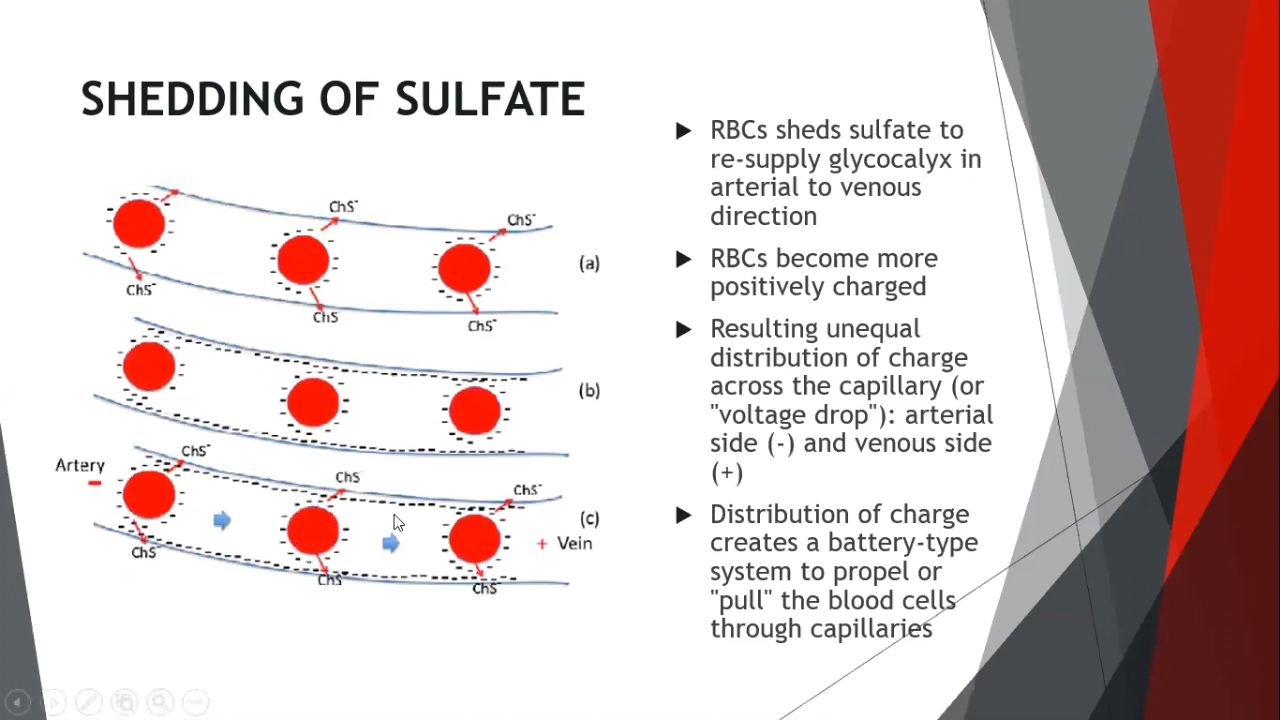 SHEDDING OF SULFATE
ChS⁻
ChS⁻
(a)
ChS⁻
ChS⁻
ChS⁻
(b)
Artery
ChS⁻
ChS
ChS⁻
(c)
+ Vein
ChS⁻
ChS
ChS⁻
▶ RBCs sheds sulfate to
re-supply glycocalyx in
arterial to venous
direction
▶ RBCs become more
positively charged
▶ Resulting unequal
distribution of charge
across the capillary (or
"voltage drop"): arterial
side (-) and venous side
(+)
▶ Distribution of charge
creates a battery-type
system to propel or
"pull" the blood cells
through capillaries